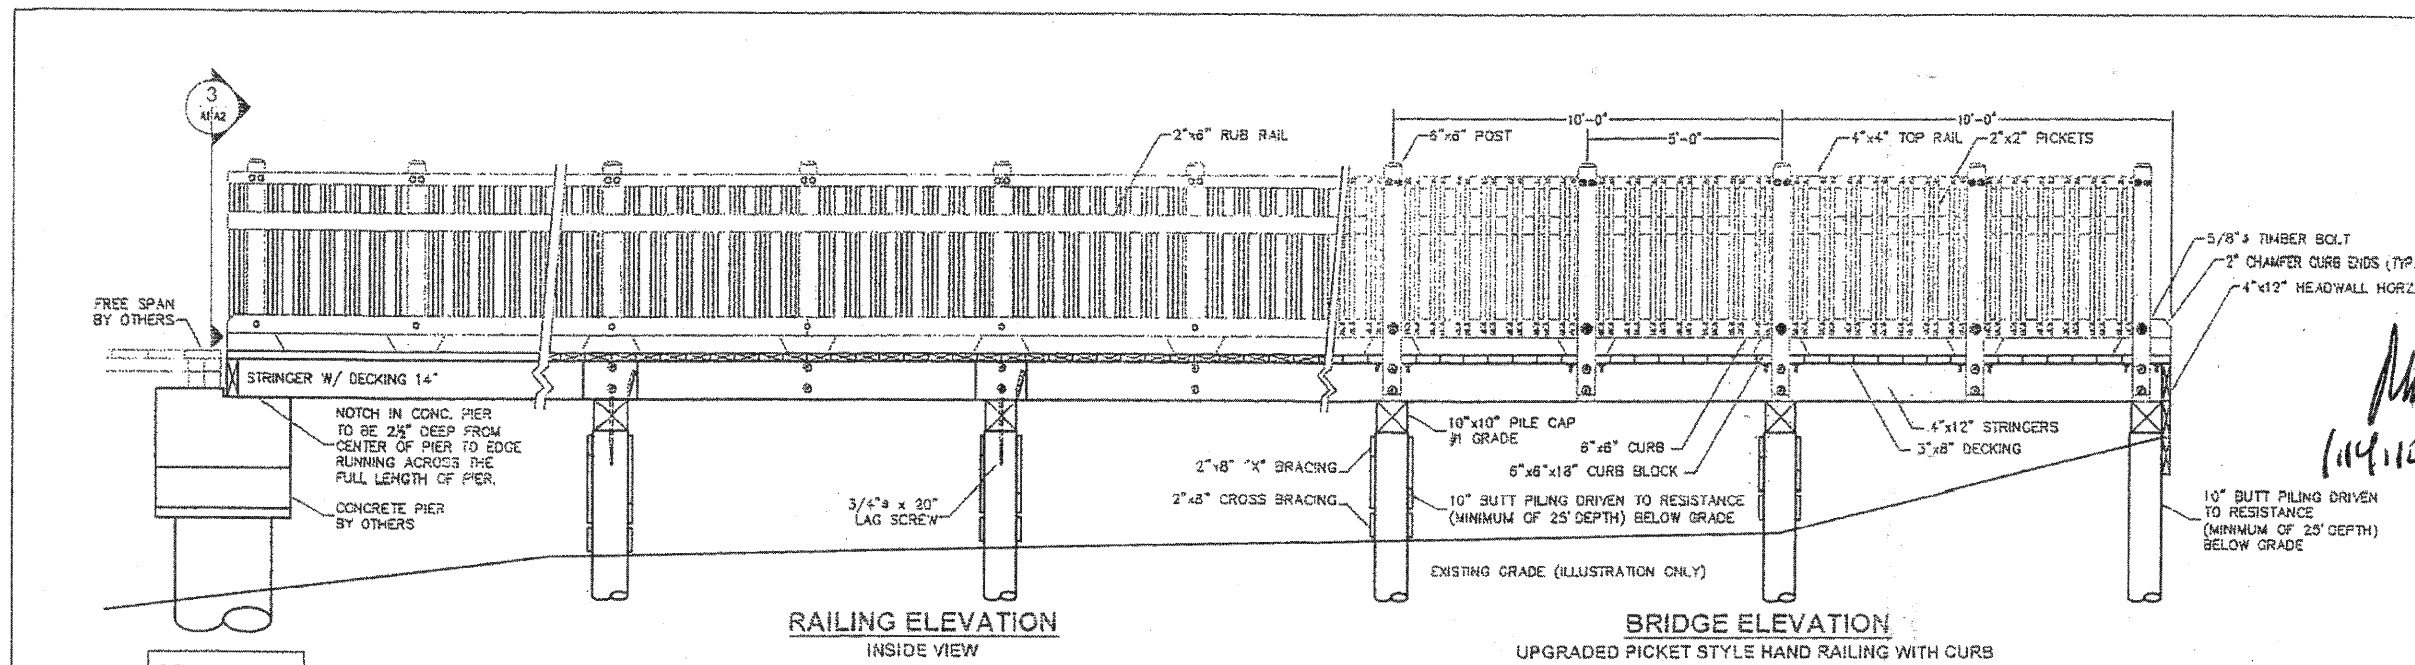 3
A1/A2
2"x6" RUB RAIL
6"x6" POST
10'-0"
5'-0"
10'-0"
4"x4" TOP RAIL
2"x2" PICKETS
5/8"ø TIMBER BOLT
2" CHAMFER CURB ENDS (TYP.
4"x12" HEADWALL HORZ
FREE SPAN
BY OTHERS
STRINGER W/ DECKING 14"
NOTCH IN CONC. PIER
TO BE 2½" DEEP FROM
CENTER OF PIER TO EDGE
RUNNING ACROSS THE
FULL LENGTH OF PIER.
CONCRETE PIER
BY OTHERS
3/4"ø x 20"
LAG SCREW
10"x10" PILE CAP
#1 GRADE
2"x8" "X" BRACING
2"x8" CROSS BRACING
6"x6" CURB
6"x6"x18" CURB BLOCK
10" BUTT PILING DRIVEN TO RESISTANCE
(MINIMUM OF 25' DEPTH) BELOW GRADE
4"x12" STRINGERS
3"x8" DECKING
10" BUTT PILING DRIVEN
TO RESISTANCE
(MINIMUM OF 25' DEPTH)
BELOW GRADE
EXISTING GRADE (ILLUSTRATION ONLY)
RAILING ELEVATION
INSIDE VIEW
BRIDGE ELEVATION
UPGRADED PICKET STYLE HAND RAILING WITH CURB